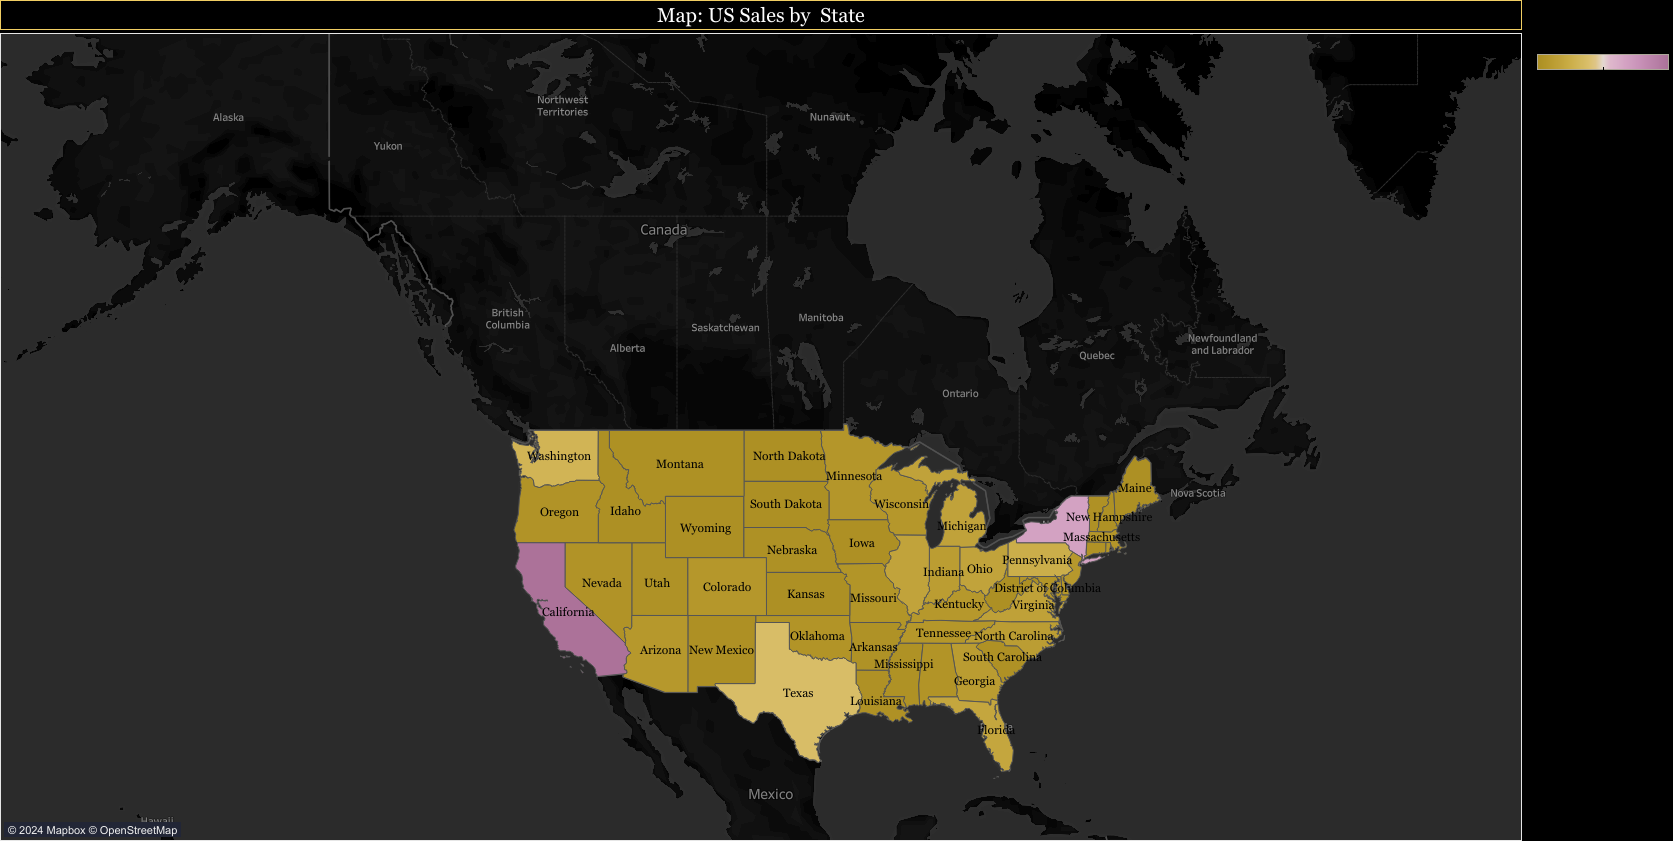 Map: US Sales by  State
Northwest
Territories
Nunavut
Alaska
Yukon
Canada
British
Columbia
Manitoba
Saskatchewan
Alberta
Newfoundland
and Labrador
Quebec
Ontario
Nova Scotia
Washington
Montana
North Dakota
Minnesota
Maine
Oregon
Idaho
South Dakota
Wisconsin
Wyoming
Michigan
New Hampshire
Massachusetts
Iowa
Nebraska
Pennsylvania
Nevada
Utah
Colorado
Kansas
Indiana
Ohio
District of Columbia
Missouri
Kentucky
Virginia
California
Oklahoma
Tennessee
North Carolina
Arizona
New Mexico
Arkansas
Mississippi
South Carolina
Georgia
Texas
Louisiana
Florida
Mexico
Hawaii
© 2024 Mapbox © OpenStreetMap